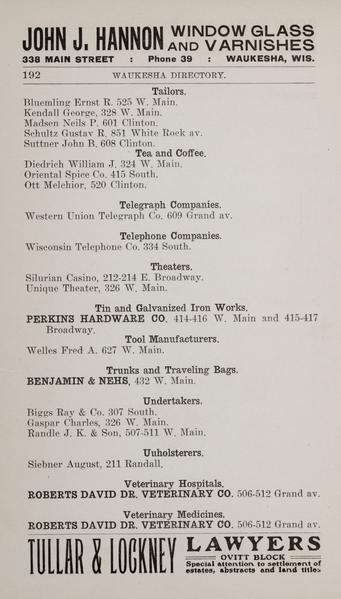 JOHN J. HANNON WINDOW GLASS AND VARNISHES
338 MAIN STREET : Phone 39 : WAUKESHA, WIS.
192 WAUKESHA DIRECTORY.
Tailors.
Bluemling Ernst R. 525 W. Main.
Kendall George, 328 W. Main.
Madsen Neils P. 601 Clinton.
Schultz Gustav R. 851 White Rock av.
Suttner John B. 608 Clinton.
Tea and Coffee.
Diedrich William J. 324 W. Main.
Oriental Spice Co. 415 South.
Ott Melchior, 520 Clinton.
Telegraph Companies.
Western Union Telegraph Co. 609 Grand av.
Telephone Companies.
Wisconsin Telephone Co. 334 South.
Theaters.
Silurian Casino, 212-214 E. Broadway.
Unique Theater, 326 W. Main.
Tin and Galvanized Iron Works.
PERKINS HARDWARE CO. 414-416 W. Main and 415-417
Broadway.
Tool Manufacturers.
Welles Fred A. 627 W. Main.
Trunks and Traveling Bags.
BENJAMIN & NEHS, 432 W. Main.
Undertakers.
Biggs Ray & Co. 307 South.
Gaspar Charles, 326 W. Main.
Randle J. K. & Son, 507-511 W. Main.
Uuholsterers.
Siebner August, 211 Randall.
Veterinary Hospitals.
ROBERTS DAVID DR. VETERINARY CO. 506-512 Grand av.
Veterinary Medicines.
ROBERTS DAVID DR. VETERINARY CO. 506-512 Grand av.
TULLAR & LOCKNEY LAWYERS
OVITT BLOCK
Special attention to settlement of
estates, abstracts and land titles